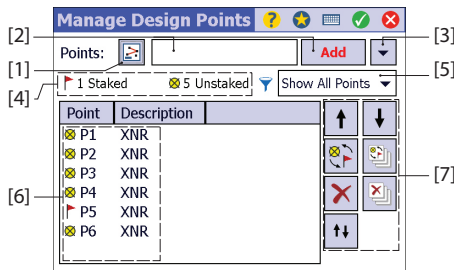 Manage Design Points ?
[2] [3]
Points: Add
[1] [5]
[4] 1 Staked 5 Unstaked Show All Points
Point Description
P1 XNR
P2 XNR
P3 XNR
[6] P4 XNR [7]
P5 XNR
P6 XNR